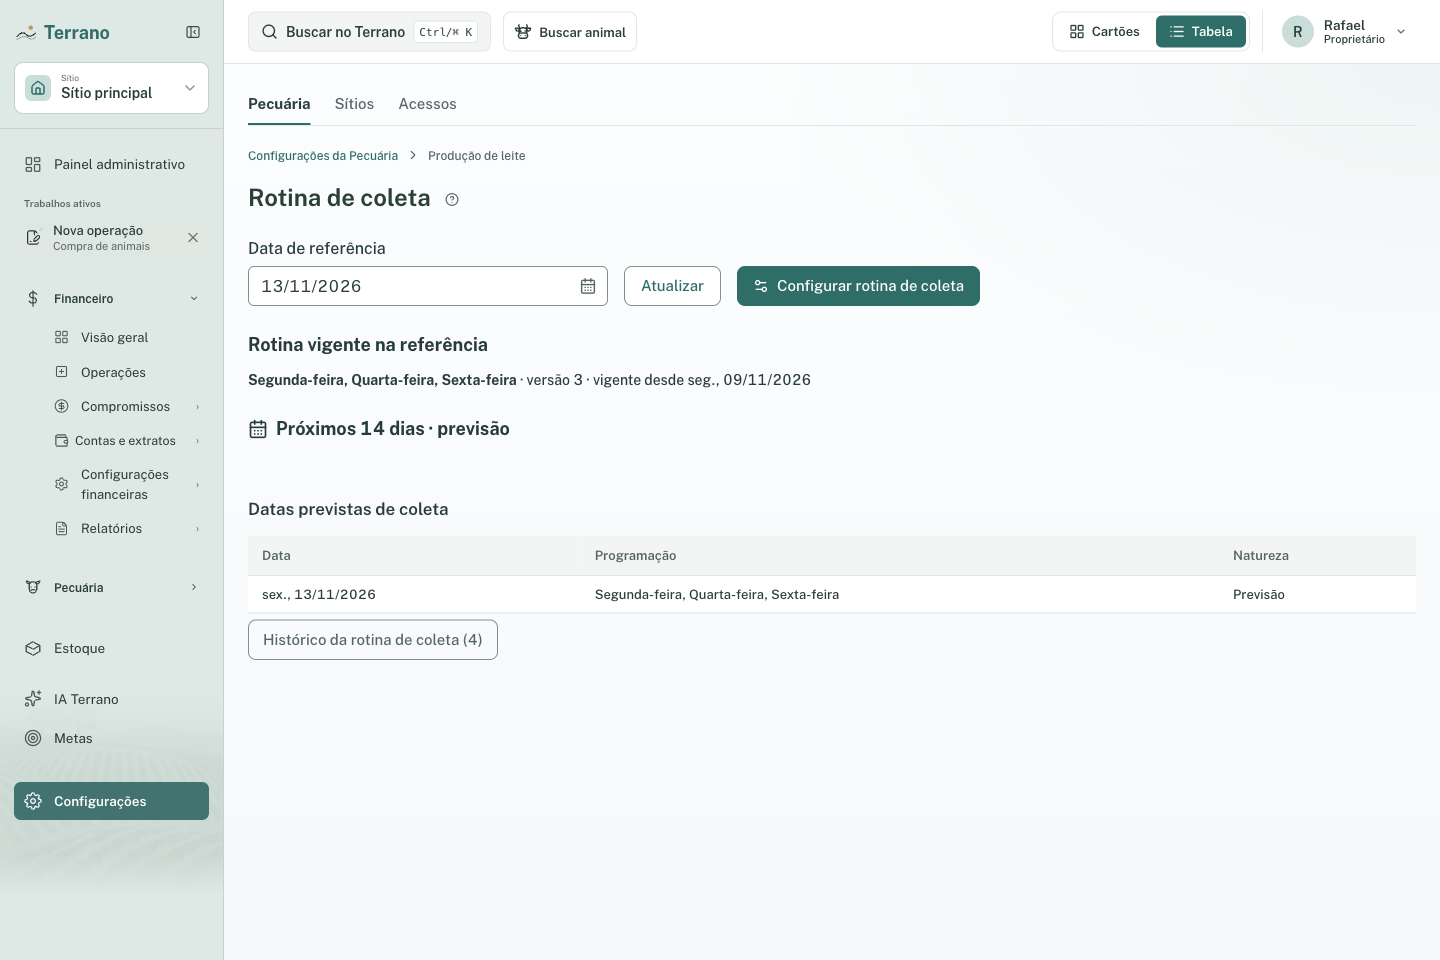 Terrano
Sítio
Sítio principal
Painel administrativo
Trabalhos ativos
Nova operação
Compra de animais
Financeiro
Visão geral
Operações
Compromissos
Contas e extratos
Configurações
financeiras
Relatórios
Pecuária
Estoque
IA Terrano
Metas
Configurações
Buscar no Terrano Ctrl/⌘ K
Buscar animal
Cartões
Tabela
R
Rafael
Proprietário
Pecuária Sítios Acessos
Configurações da Pecuária Produção de leite
Rotina de coleta
Data de referência
13/11/2026
Atualizar
Configurar rotina de coleta
Rotina vigente na referência
Segunda-feira, Quarta-feira, Sexta-feira · versão 3 · vigente desde seg., 09/11/2026
Próximos 14 dias · previsão
Datas previstas de coleta
Data Programação Natureza
sex., 13/11/2026 Segunda-feira, Quarta-feira, Sexta-feira Previsão
Histórico da rotina de coleta (4)